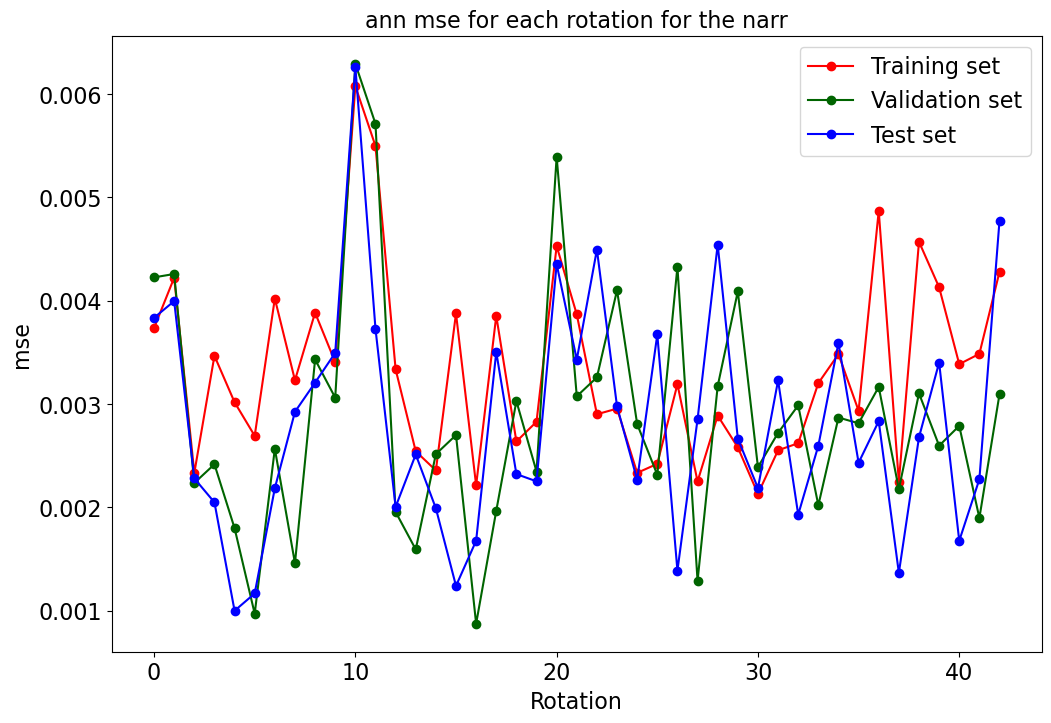 ann mse for each rotation for the narr
Training set
Validation set
Test set
0.006
0.005
0.004
0.003
0.002
0.001
mse
0 10 20 30 40
Rotation